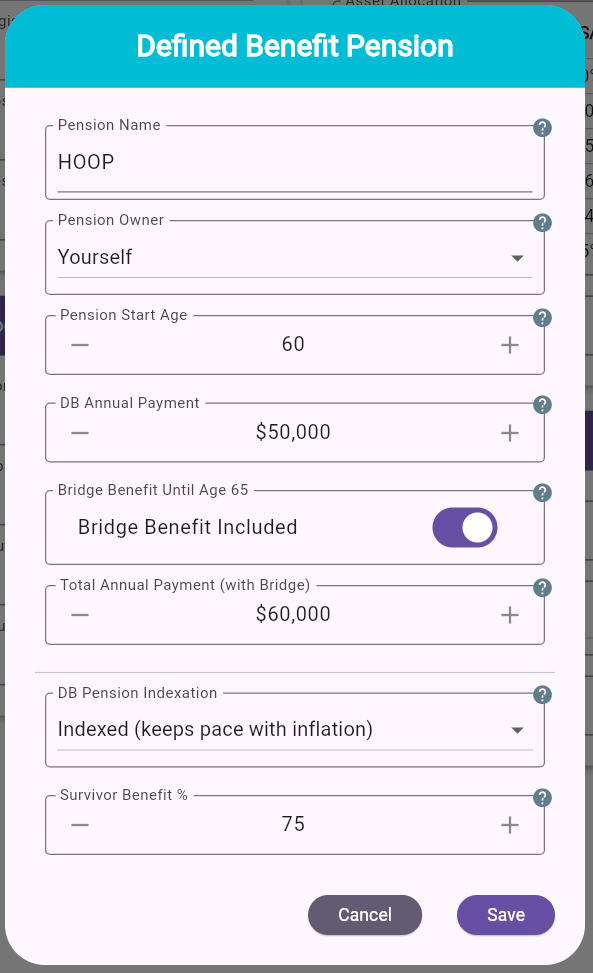 Defined Benefit Pension
Pension Name
?
HOOP
Pension Owner
?
Yourself
Pension Start Age
?
60
DB Annual Payment
?
$50,000
Bridge Benefit Until Age 65
?
Bridge Benefit Included
Total Annual Payment (with Bridge)
?
$60,000
DB Pension Indexation
?
Indexed (keeps pace with inflation)
Survivor Benefit %
?
75
Cancel
Save